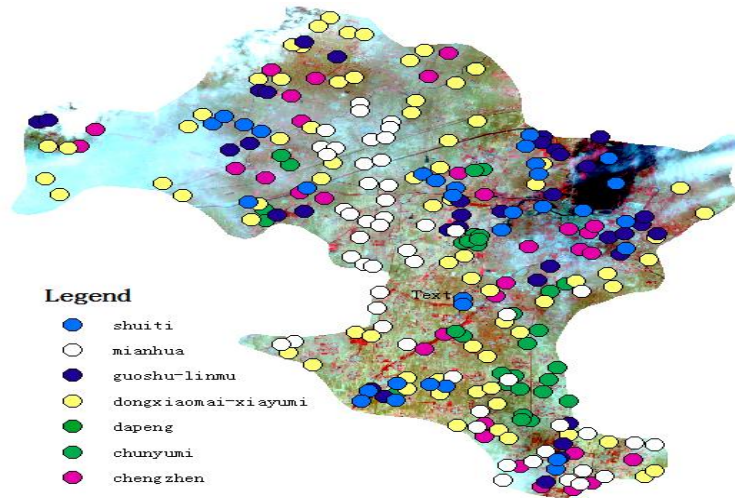 Text
Legend
shuiti
mianhua
guoshu-linmu
dongxiaomai-xiayumi
dapeng
chunyumi
chengzhen